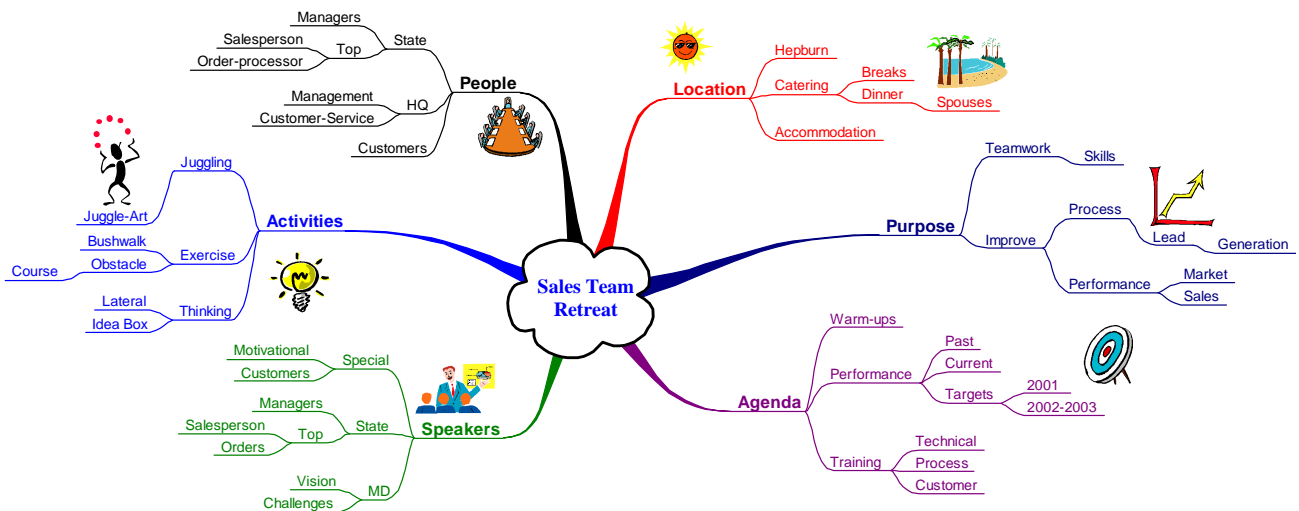 Sales Team
Retreat
People
State
Managers
Top
Salesperson
Order-processor
HQ
Management
Customer-Service
Customers
Location
Hepburn
Catering
Breaks
Dinner
Spouses
Accommodation
Purpose
Teamwork
Skills
Improve
Process
Lead
Generation
Performance
Market
Sales
Agenda
Warm-ups
Performance
Past
Current
Targets
2001
2002-2003
Training
Technical
Process
Customer
Speakers
Special
Motivational
Customers
State
Managers
Top
Salesperson
Orders
MD
Vision
Challenges
Activities
Juggling
Juggle-Art
Exercise
Bushwalk
Obstacle
Course
Thinking
Lateral
Idea Box